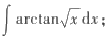 ∫ arctan√x dx ;